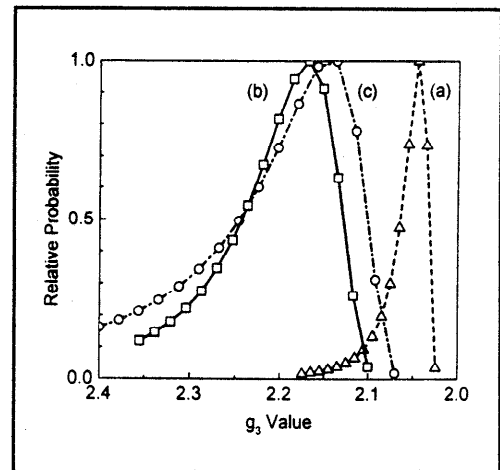 1.0
(b)
(c)
(a)
Relative Probability
0.5
0.0
2.4 2.3 2.2 2.1 2.0
g₃ Value